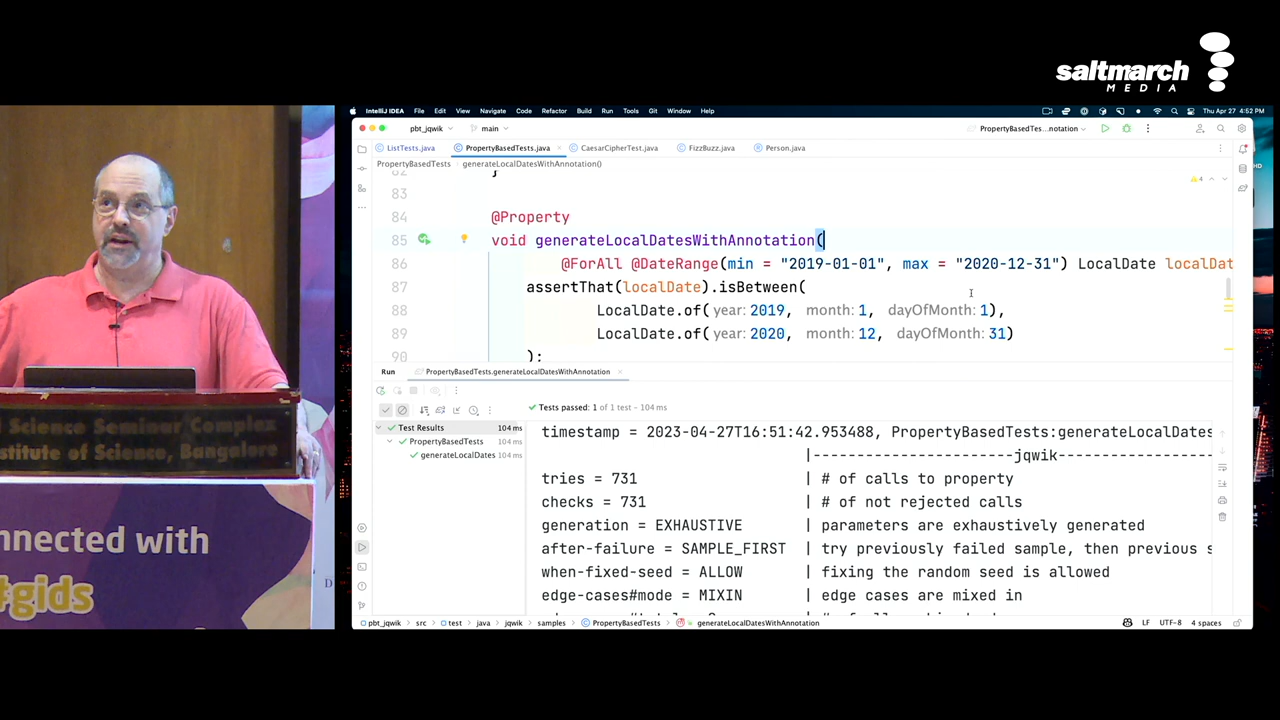 saltmarch
MEDIA
IntelliJ IDEA File Edit View Navigate Code Refactor Build Run Tools Git Window Help Thu Apr 27 4:52 PM
pbt_jqwik main PropertyBasedTes...notation
ListTests.java PropertyBasedTests.java CaesarCipherTest.java FizzBuzz.java Person.java
PropertyBasedTests generateLocalDatesWithAnnotation()
82 }
83 4
84 @Property
85 void generateLocalDatesWithAnnotation(
86 @ForAll @DateRange(min = "2019-01-01", max = "2020-12-31") LocalDate localDat
87 assertThat(localDate).isBetween(
88 LocalDate.of( year: 2019, month: 1, dayOfMonth: 1),
89 LocalDate.of( year: 2020, month: 12, dayOfMonth: 31)
90 );
Run PropertyBasedTests.generateLocalDatesWithAnnotation
Tests passed: 1 of 1 test – 104 ms
Test Results 104 ms
PropertyBasedTests 104 ms
generateLocalDates 104 ms
timestamp = 2023-04-27T16:51:42.953488, PropertyBasedTests:generateLocalDates
|-----------------------jqwik-----------------------
tries = 731 | # of calls to property
checks = 731 | # of not rejected calls
generation = EXHAUSTIVE | parameters are exhaustively generated
after-failure = SAMPLE_FIRST | try previously failed sample, then previous s
when-fixed-seed = ALLOW | fixing the random seed is allowed
edge-cases#mode = MIXIN | edge cases are mixed in
pbt_jqwik src test java jqwik samples PropertyBasedTests generateLocalDatesWithAnnotation LF UTF-8 4 spaces
Science Seminar Complex
stitute of Science, Bangalore
nnected with
#gids
D